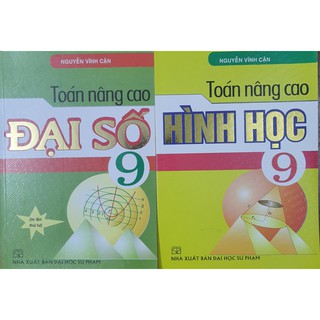 NGUYỄN VĨNH CẬN
Toán nâng cao
ĐẠI SỐ
9
NHÀ XUẤT BẢN ĐẠI HỌC SƯ PHẠM
NGUYỄN VĨNH CẬN
Toán nâng cao
HÌNH HỌC
9
NHÀ XUẤT BẢN ĐẠI HỌC SƯ PHẠM